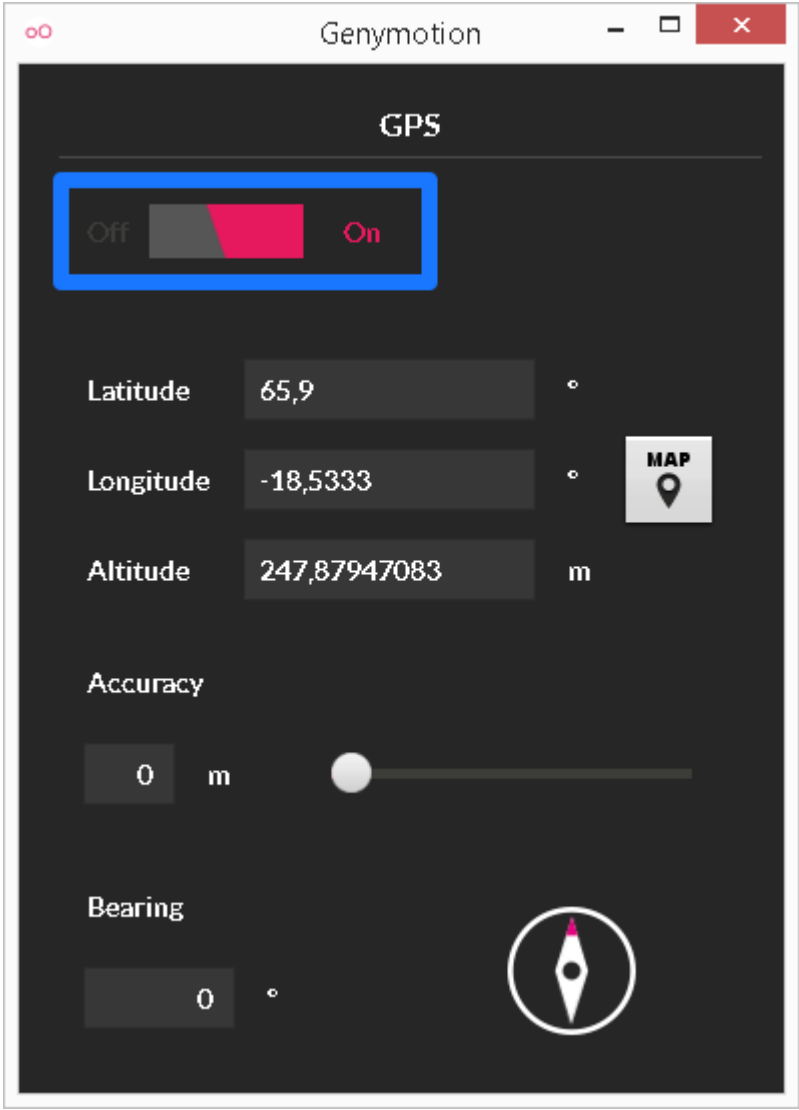 Genymotion
GPS
Off On
Latitude 65,9 °
Longitude -18,5333 °
MAP
Altitude 247,87947083 m
Accuracy
0 m
Bearing
0 °